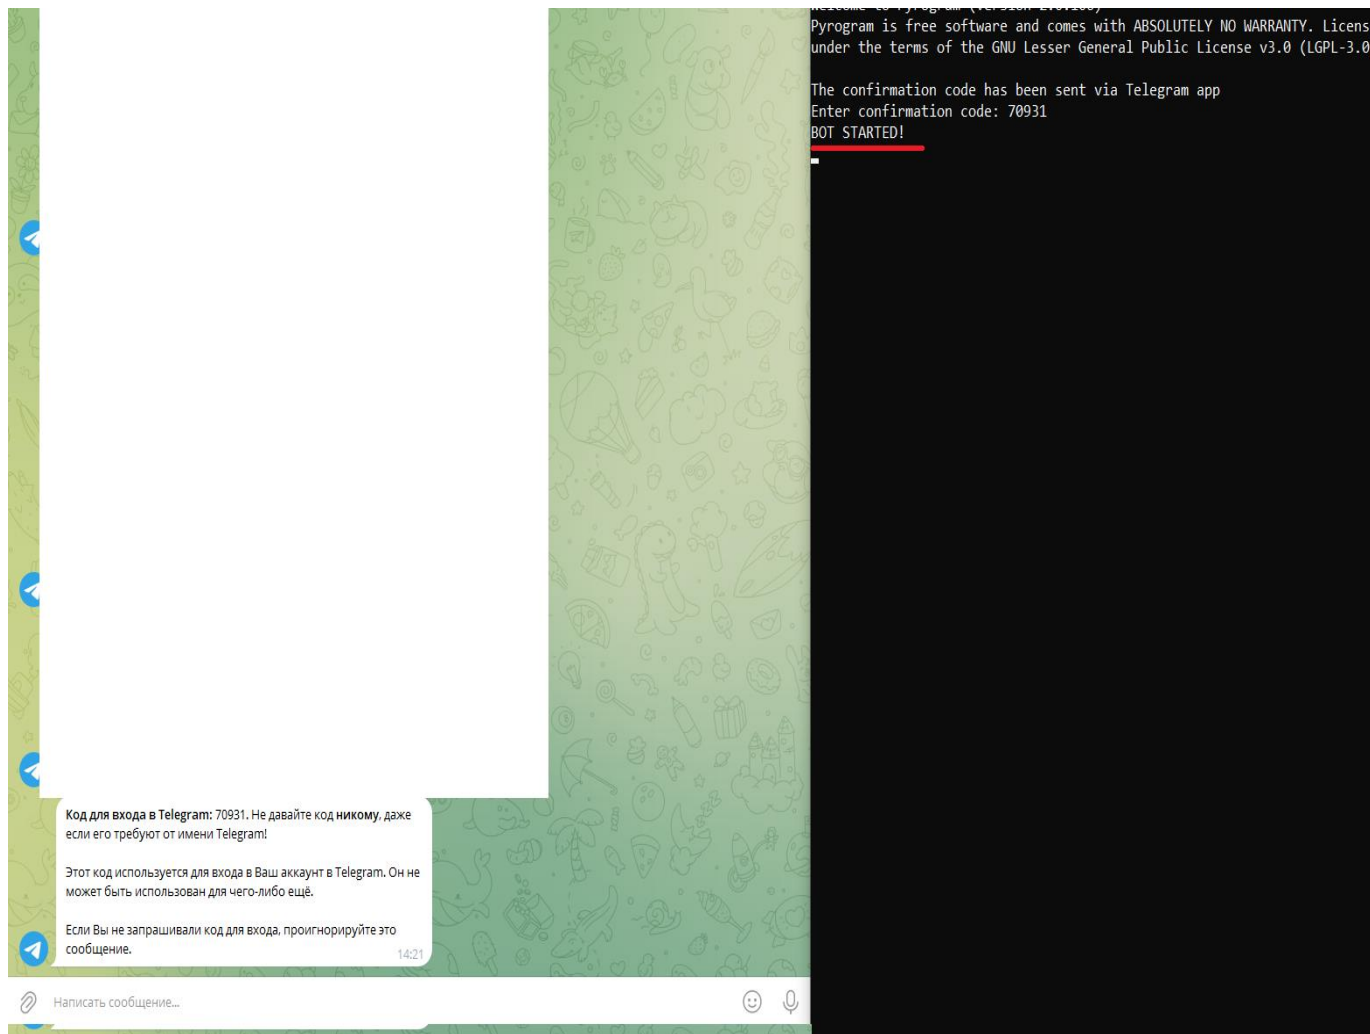 Код для входа в Telegram: 70931. Не давайте код никому, даже
если его требуют от имени Telegram!
Этот код используется для входа в Ваш аккаунт в Telegram. Он не
может быть использован для чего-либо ещё.
Если Вы не запрашивали код для входа, проигнорируйте это
сообщение.
14:21
Написать сообщение...
Pyrogram is free software and comes with ABSOLUTELY NO WARRANTY. Licens
under the terms of the GNU Lesser General Public License v3.0 (LGPL-3.0
The confirmation code has been sent via Telegram app
Enter confirmation code: 70931
BOT STARTED!